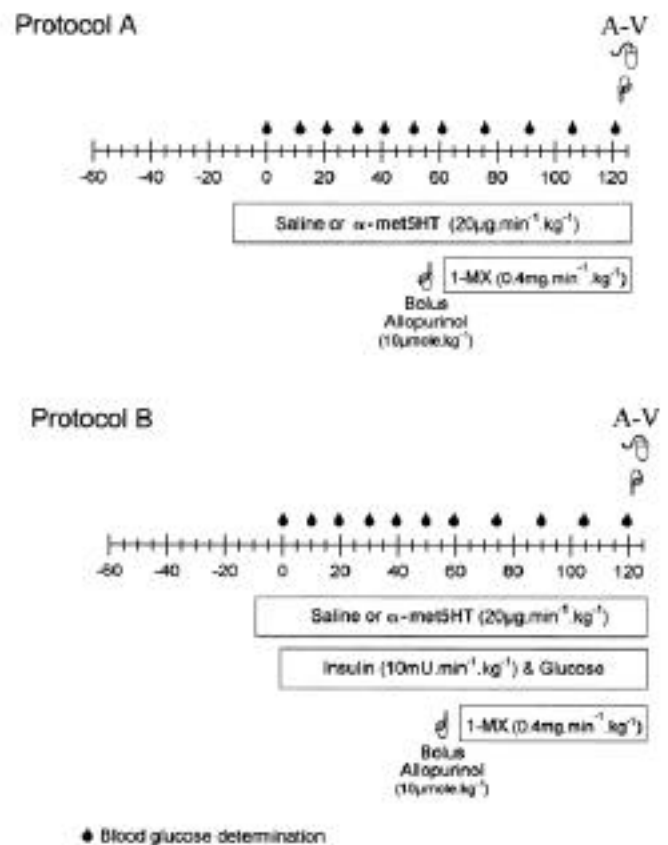 Protocol A
A-V
-60 -40 -20 0 20 40 60 80 100 120
Saline or α-met5HT (20µg.min⁻¹.kg⁻¹)
1-MX (0.4mg.min⁻¹.kg⁻¹)
Bolus
Allopurinol
(10µmole.kg⁻¹)
Protocol B
A-V
-60 -40 -20 0 20 40 60 80 100 120
Saline or α-met5HT (20µg.min⁻¹.kg⁻¹)
Insulin (10mU.min⁻¹.kg⁻¹) & Glucose
1-MX (0.4mg.min⁻¹.kg⁻¹)
Bolus
Allopurinol
(10µmole.kg⁻¹)
Blood glucose determination